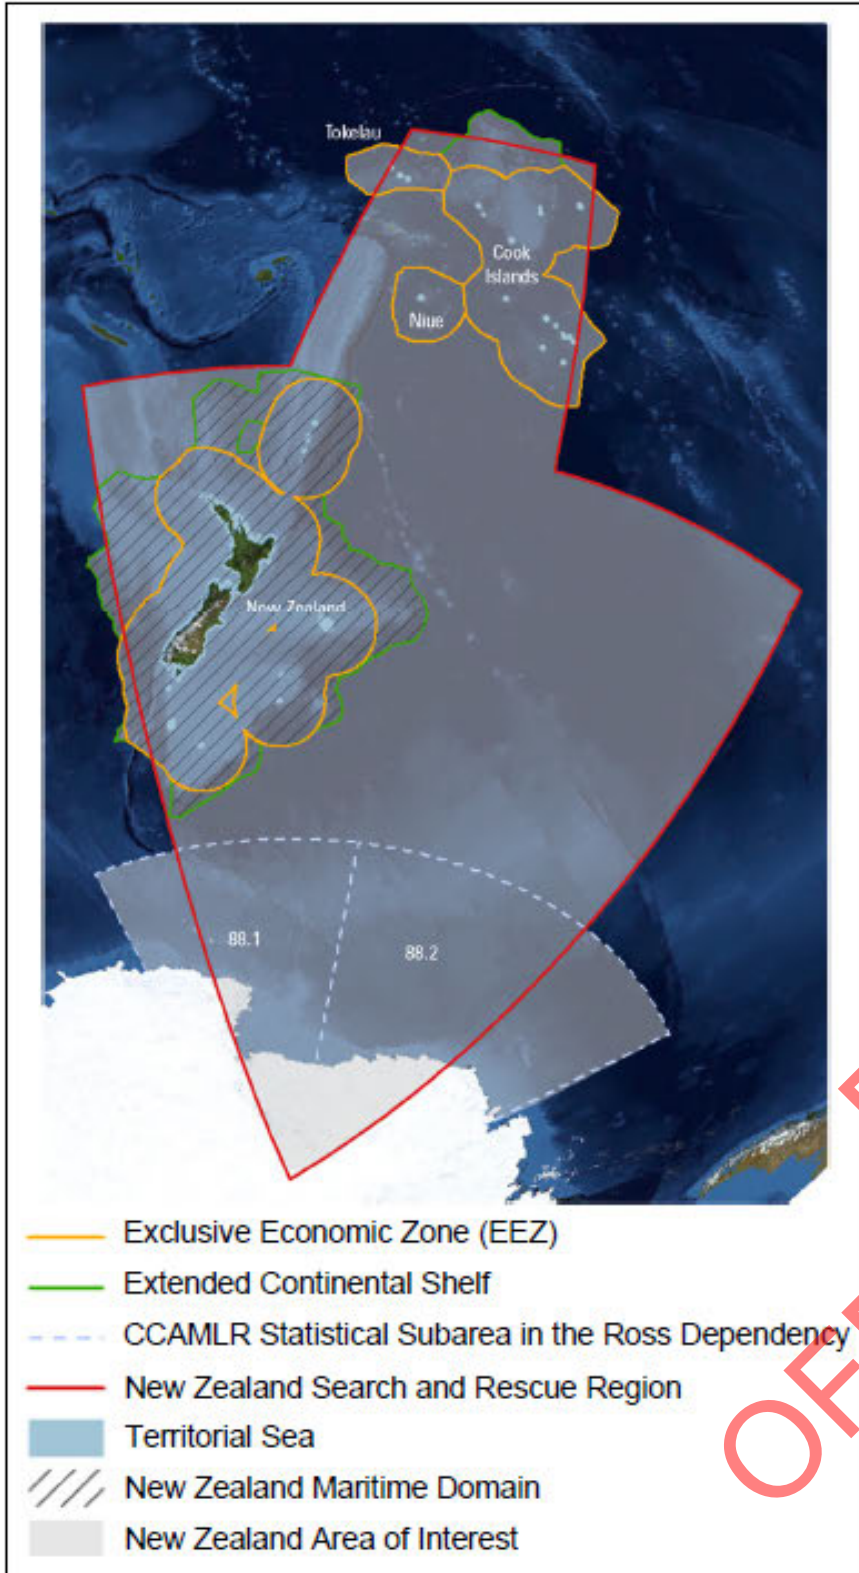 Tokelau
Cook
Islands
Niue
New Zealand
88.1
88.2
Exclusive Economic Zone (EEZ)
Extended Continental Shelf
CCAMLR Statistical Subarea in the Ross Dependency
New Zealand Search and Rescue Region
Territorial Sea
New Zealand Maritime Domain
New Zealand Area of Interest